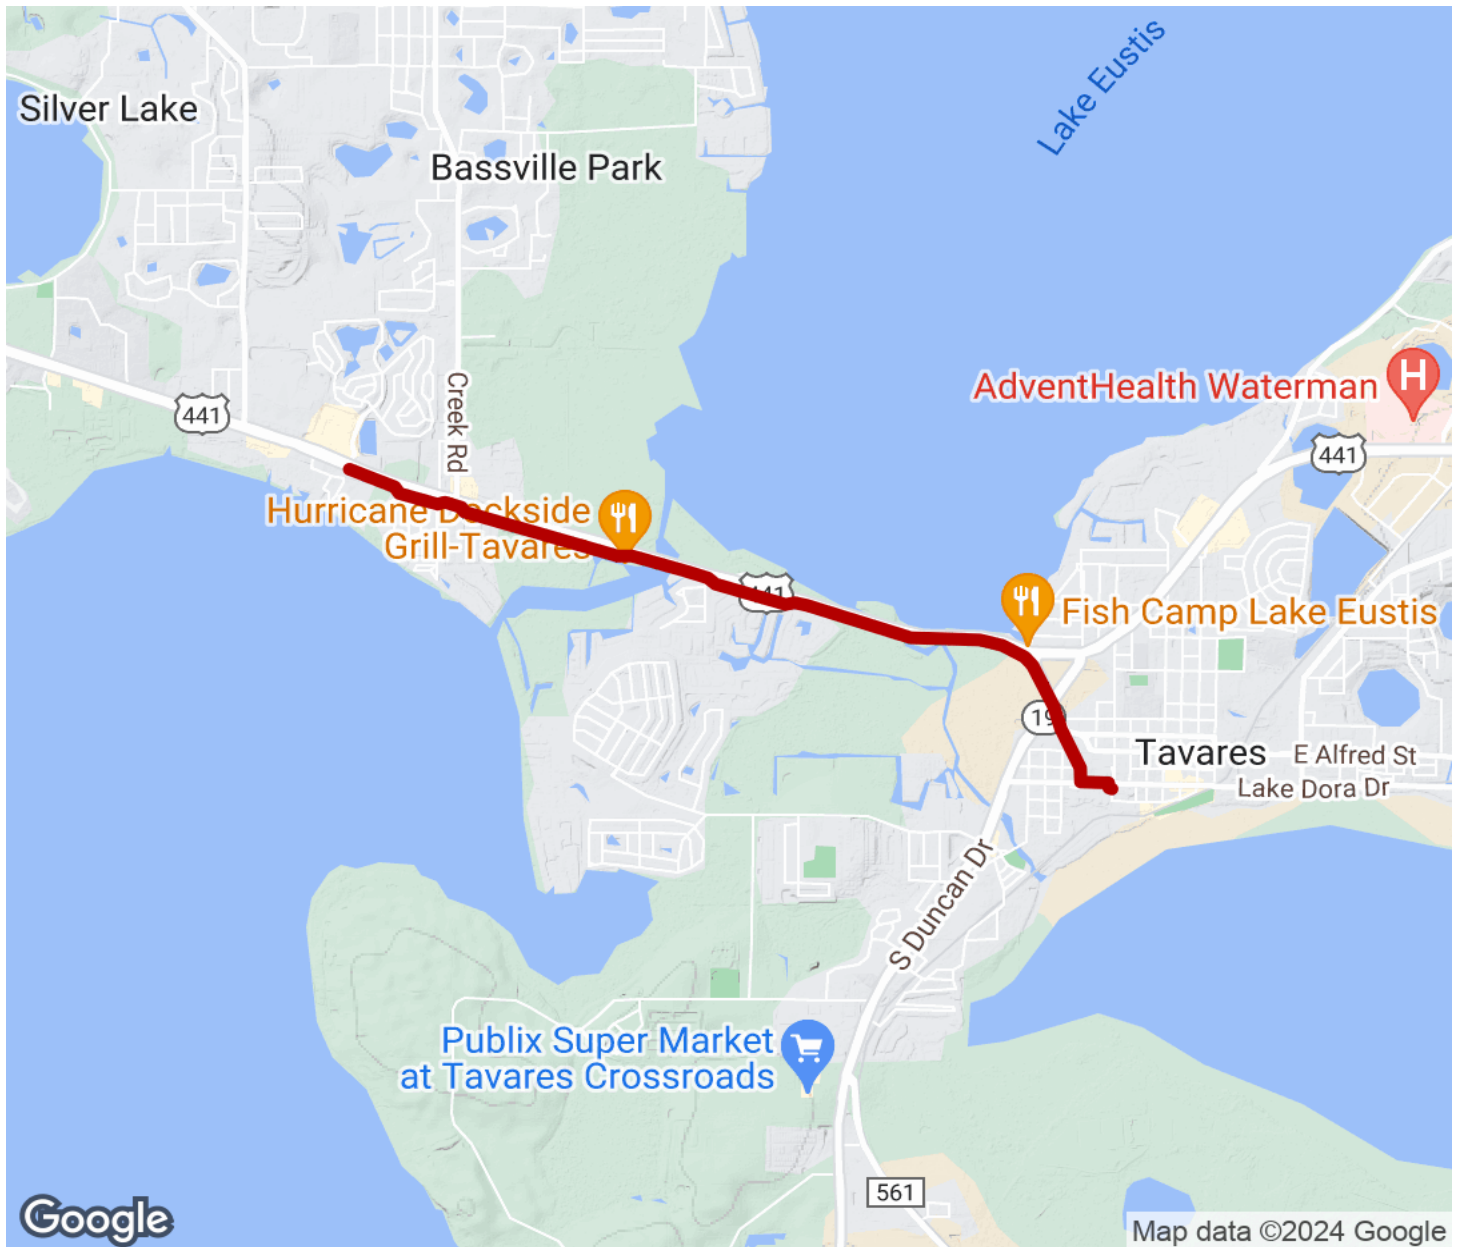 Lake Eustis
Silver Lake
Bassville Park
AdventHealth Waterman
H
441
441
Creek Rd
Hurricane Dockside
Grill-Tavares
441
Fish Camp Lake Eustis
19
Tavares
E Alfred St
Lake Dora Dr
S Duncan Dr
Publix Super Market
at Tavares Crossroads
561
Google
Map data ©2024 Google